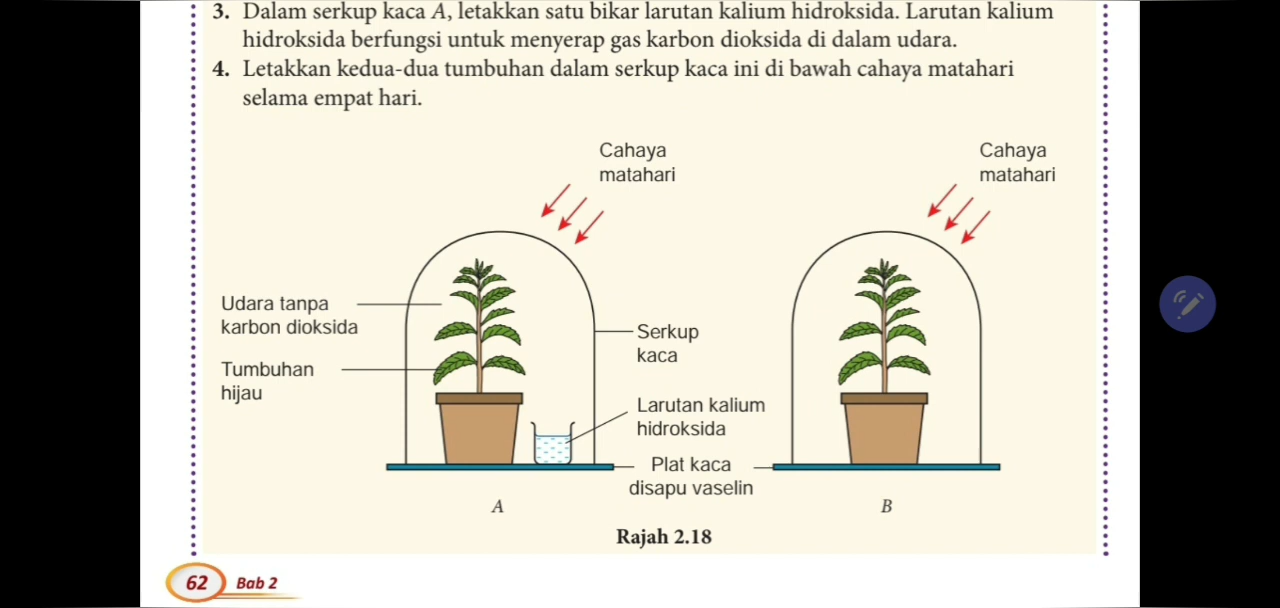 3. Dalam serkup kaca A, letakkan satu bikar larutan kalium hidroksida. Larutan kalium
hidroksida berfungsi untuk menyerap gas karbon dioksida di dalam udara.
4. Letakkan kedua-dua tumbuhan dalam serkup kaca ini di bawah cahaya matahari
selama empat hari.
Cahaya
matahari
Cahaya
matahari
Udara tanpa
karbon dioksida
Serkup
kaca
Tumbuhan
hijau
Larutan kalium
hidroksida
Plat kaca
disapu vaselin
A
B
Rajah 2.18
62 Bab 2